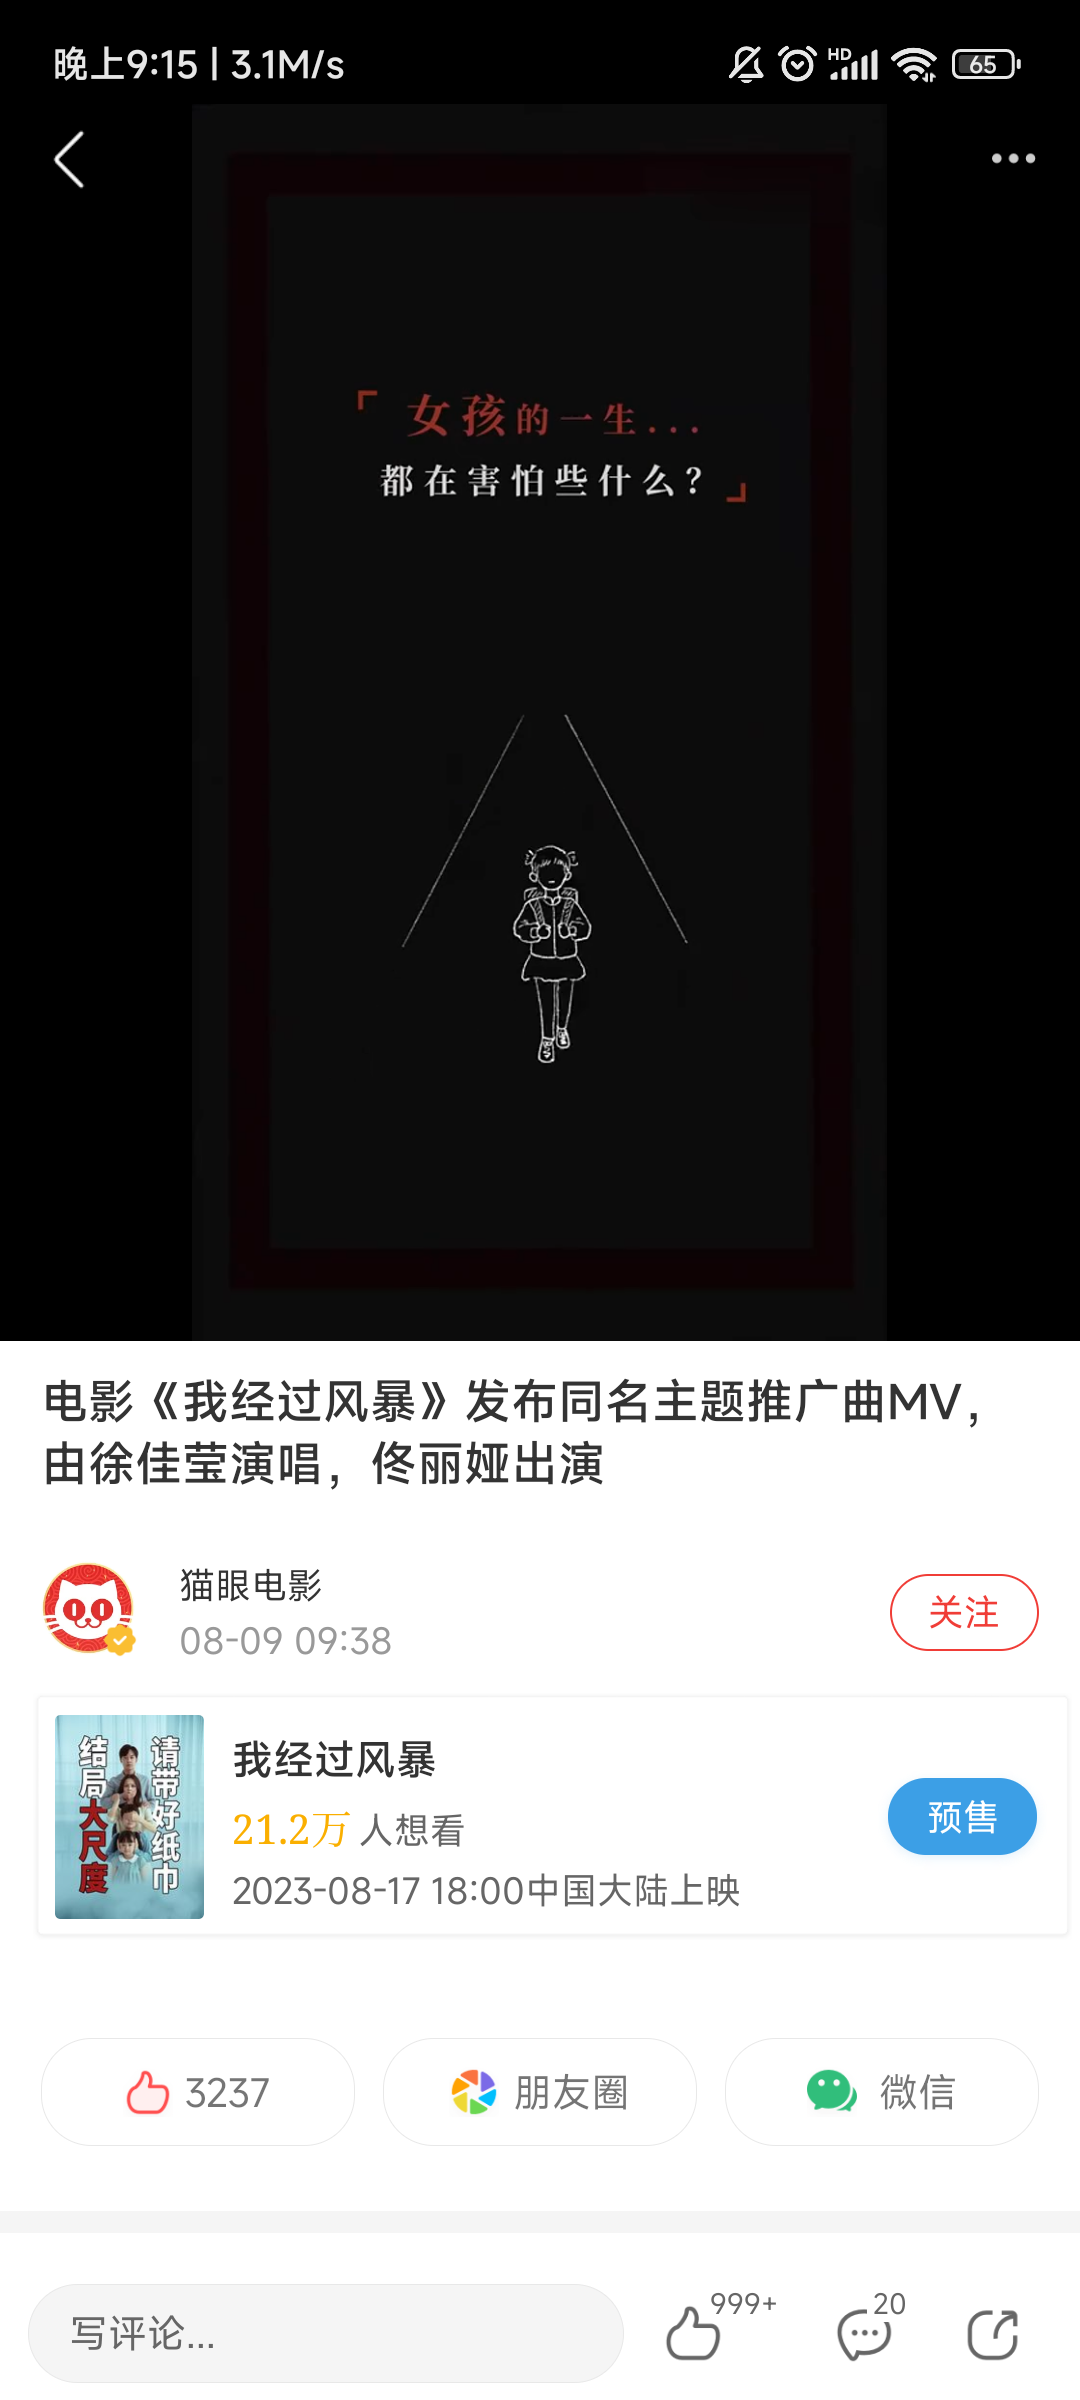 晚上9:15 | 3.1M/s
HD
65
「女孩的一生...
都在害怕些什么？」
电影《我经过风暴》发布同名主题推广曲MV，
由徐佳莹演唱，佟丽娅出演
猫眼电影
08-09 09:38
关注
请带好纸巾
结局大尺度
我经过风暴
21.2万 人想看
2023-08-17 18:00中国大陆上映
预售
3237
朋友圈
微信
写评论...
999+
20